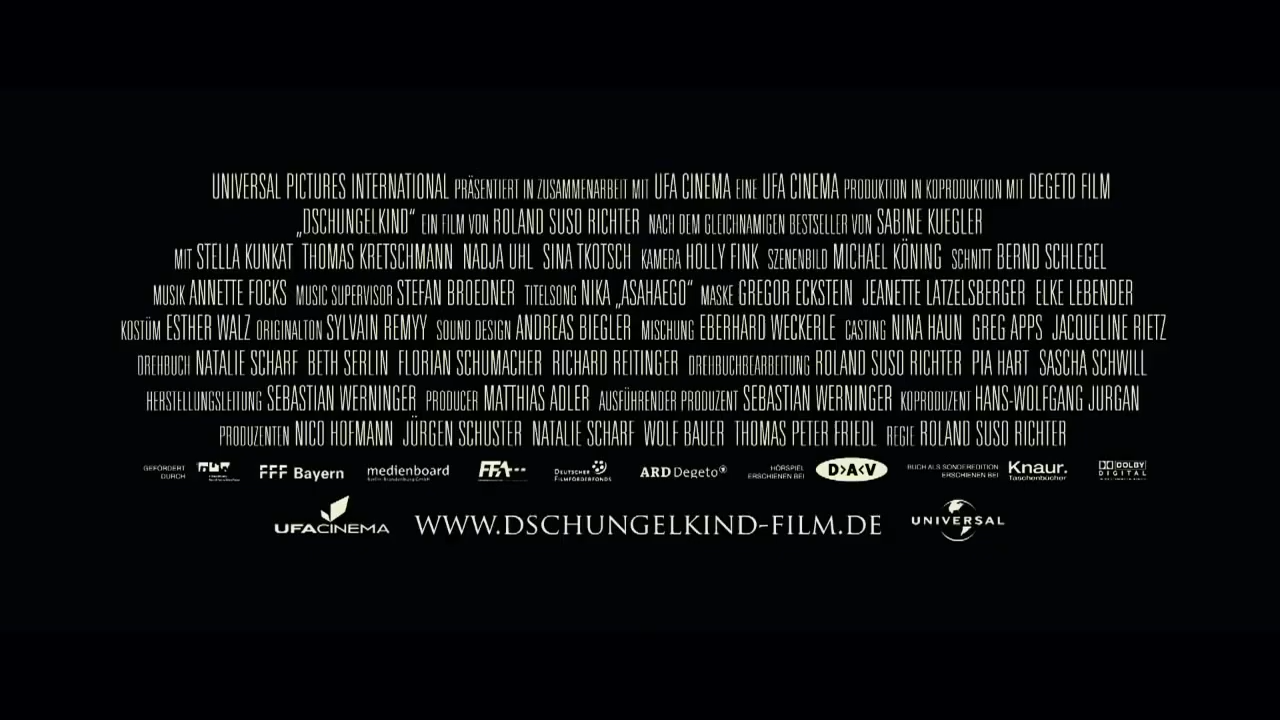 UNIVERSAL PICTURES INTERNATIONAL PRÄSENTIERT IN ZUSAMMENARBEIT MIT UFA CINEMA EINE UFA CINEMA PRODUKTION IN KOPRODUKTION MIT DEGETO FILM
„DSCHUNGELKIND“ EIN FILM VON ROLAND SUSO RICHTER NACH DEM GLEICHNAMIGEN BESTSELLER VON SABINE KUEGLER
MIT STELLA KUNKAT THOMAS KRETSCHMANN NADJA UHL SINA TKOTSCH KAMERA HOLLY FINK SZENENBILD MICHAEL KÖNING SCHNITT BERND SCHLEGEL
MUSIK ANNETTE FOCKS MUSIC SUPERVISOR STEFAN BROEDNER TITELSONG NIKA „ASAHAEGO“ MASKE GREGOR ECKSTEIN JEANETTE LATZELSBERGER ELKE LEBENDER
KOSTÜM ESTHER WALZ ORIGINALTON SYLVAIN REMYY SOUND DESIGN ANDREAS BIEGLER MISCHUNG EBERHARD WECKERLE CASTING NINA HAUN GREG APPS JACQUELINE RIETZ
DREHBUCH NATALIE SCHARF BETH SERLIN FLORIAN SCHUMACHER RICHARD REITINGER DREHBUCHBEARBEITUNG ROLAND SUSO RICHTER PIA HART SASCHA SCHWILL
HERSTELLUNGSLEITUNG SEBASTIAN WERNINGER PRODUCER MATTHIAS ADLER AUSFÜHRENDER PRODUZENT SEBASTIAN WERNINGER KOPRODUZENT HANS-WOLFGANG JURGAN
PRODUZENTEN NICO HOFMANN JÜRGEN SCHUSTER NATALIE SCHARF WOLF BAUER THOMAS PETER FRIEDL REGIE ROLAND SUSO RICHTER
GEFÖRDERT DURCH FFF Bayern medienboard Berlin-Brandenburg GmbH FFA DEUTSCHER FILMFÖRDERFONDS ARD Degeto HÖRSPIEL ERSCHIENEN BEI D>A<V BUCH ALS SONDEREDITION ERSCHIENEN BEI Knaur. Taschenbücher DOLBY DIGITAL
UFACINEMA WWW.DSCHUNGELKIND-FILM.DE UNIVERSAL